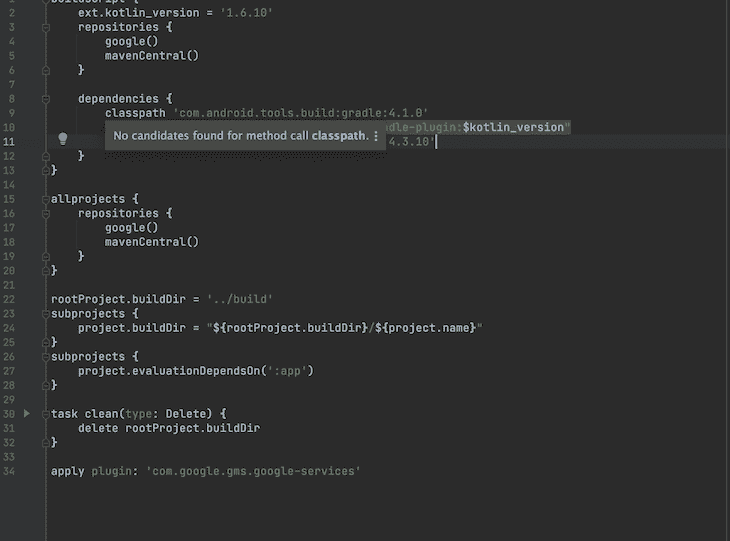 1 buildscript {
2 ext.kotlin_version = '1.6.10'
3 repositories {
4 google()
5 mavenCentral()
6 }
7
8 dependencies {
9 classpath 'com.android.tools.build:gradle:4.1.0'
10 dle-plugin:$kotlin_version"
No candidates found for method call classpath.
11 4.3.10'
12 }
13 }
14
15 allprojects {
16 repositories {
17 google()
18 mavenCentral()
19 }
20 }
21
22 rootProject.buildDir = '../build'
23 subprojects {
24 project.buildDir = "${rootProject.buildDir}/${project.name}"
25 }
26 subprojects {
27 project.evaluationDependsOn(':app')
28 }
29
30 task clean(type: Delete) {
31 delete rootProject.buildDir
32 }
33
34 apply plugin: 'com.google.gms.google-services'